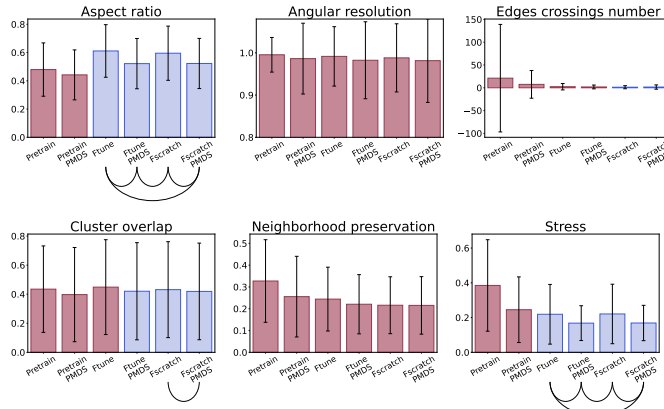 Aspect ratio
0.8
0.6
0.4
0.2
0.0
Pretrain
Pretrain
PMDS
Ftune
Ftune
PMDS
Fscratch
Fscratch
PMDS
Angular resolution
1.0
0.9
0.8
Pretrain
Pretrain
PMDS
Ftune
Ftune
PMDS
Fscratch
Fscratch
PMDS
Edges crossings number
150
100
50
0
−50
−100
Pretrain
Pretrain
PMDS
Ftune
Ftune
PMDS
Fscratch
Fscratch
PMDS
Cluster overlap
0.8
0.6
0.4
0.2
0.0
Pretrain
Pretrain
PMDS
Ftune
Ftune
PMDS
Fscratch
Fscratch
PMDS
Neighborhood preservation
0.5
0.4
0.3
0.2
0.1
0.0
Pretrain
Pretrain
PMDS
Ftune
Ftune
PMDS
Fscratch
Fscratch
PMDS
Stress
0.6
0.4
0.2
0.0
Pretrain
Pretrain
PMDS
Ftune
Ftune
PMDS
Fscratch
Fscratch
PMDS